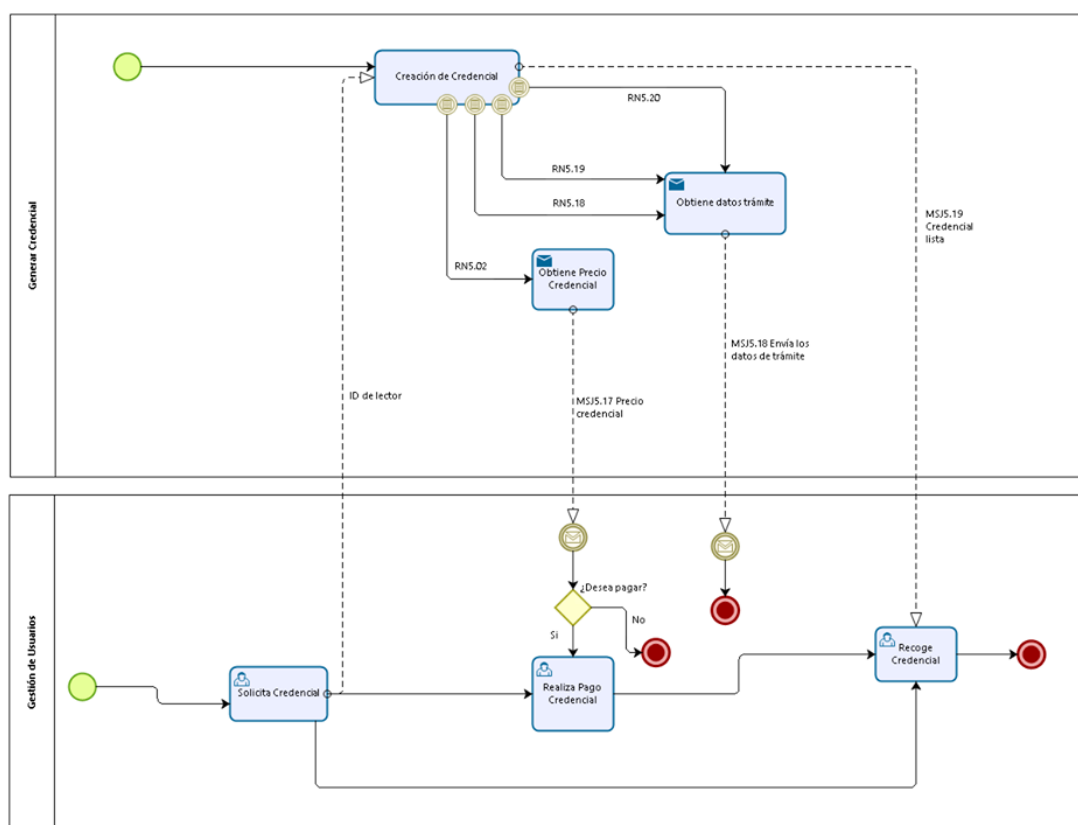 Generar Credencial
Creación de Credencial
RN5.20
RN5.19
Obtiene datos trámite
RN5.18
MSJ5.19
Credencial
lista
RN5.02
Obtiene Precio
Credencial
MSJ5.18 Envía los
datos de trámite
ID de lector
MSJ5.17 Precio
credencial
Gestión de Usuarios
¿Desea pagar?
No
Si
Recoge
Credencial
Solicita Credencial
Realiza Pago
Credencial